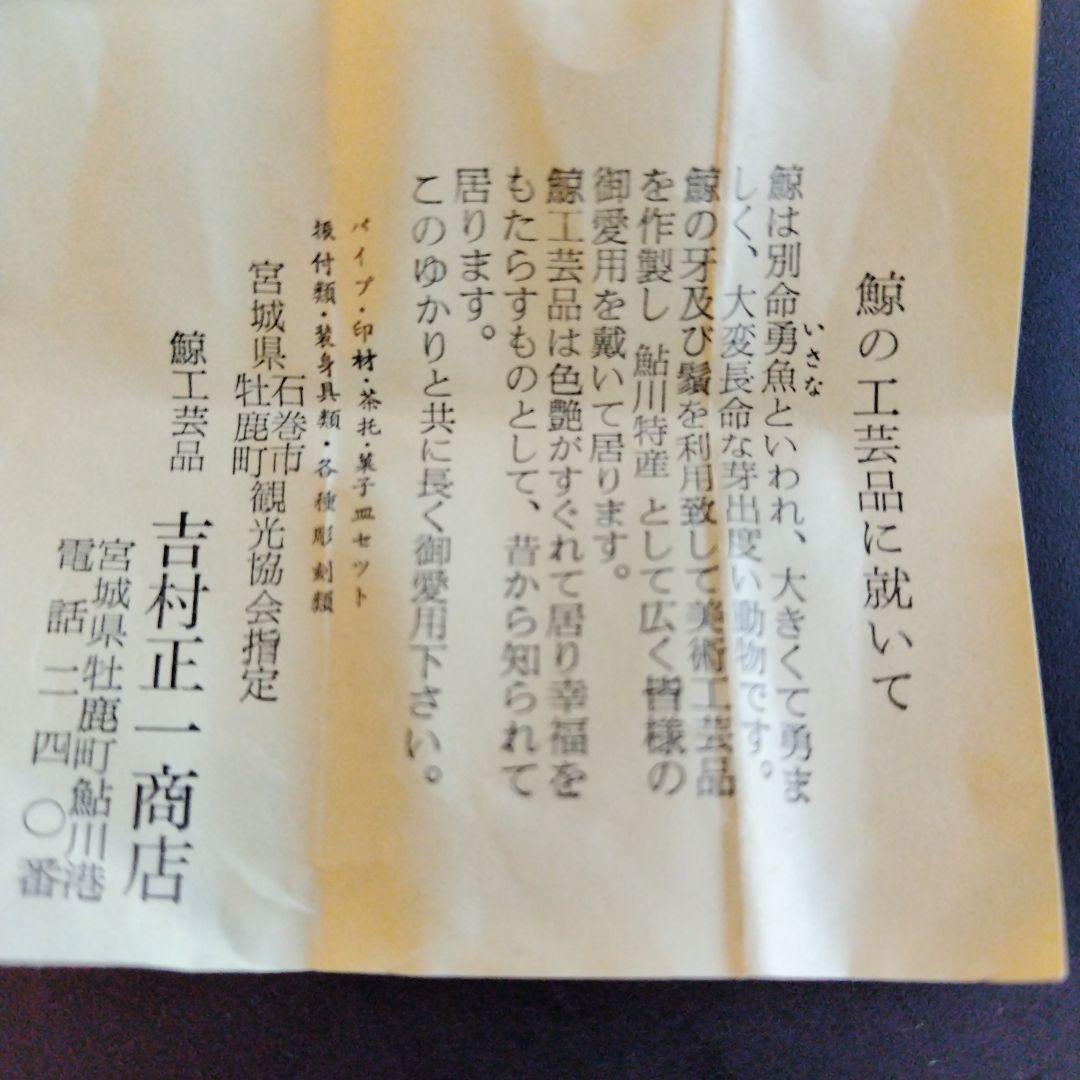 鯨の工芸品に就いて
鯨は別命勇魚といわれ、大きくて勇ま
いさな
しく、大変長命な芽出度い動物です。
鯨の牙及び鬚を利用致して美術工芸品
を作製し 鮎川特産 として広く皆様の
御愛用を戴いて居ります。
鯨工芸品は色艶がすぐれて居り幸福を
もたらすものとして、昔から知られて
居ります。
このゆかりと共に長く御愛用下さい。
パイプ・印材・茶托・菓子皿セット
根付類・装身具類・各種彫刻類
宮城県 石巻市 牡鹿町 観光協会指定
鯨工芸品 吉村正一商店
宮城県牡鹿町鮎川港
電話二四〇番